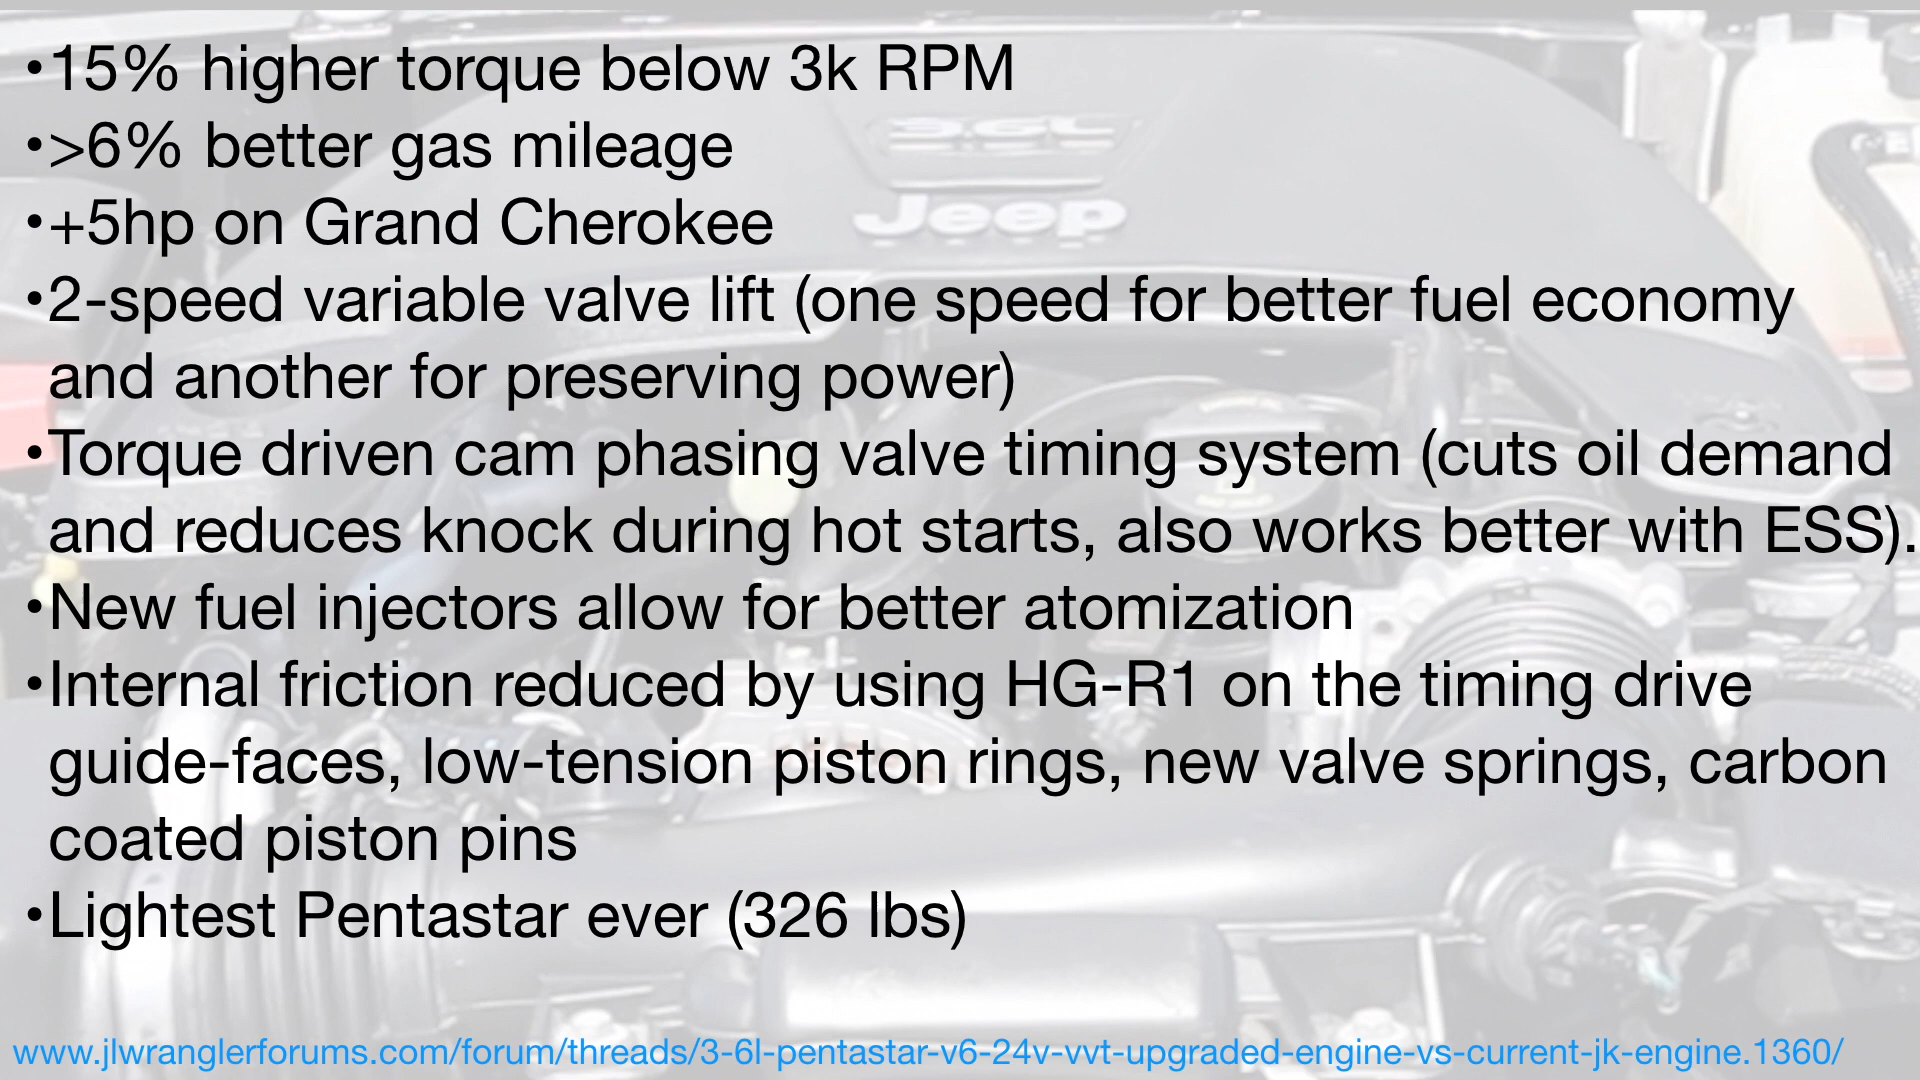 •15% higher torque below 3k RPM
•>6% better gas mileage
•+5hp on Grand Cherokee
•2-speed variable valve lift (one speed for better fuel economy
and another for preserving power)
•Torque driven cam phasing valve timing system (cuts oil demand
and reduces knock during hot starts, also works better with ESS).
•New fuel injectors allow for better atomization
•Internal friction reduced by using HG-R1 on the timing drive
guide-faces, low-tension piston rings, new valve springs, carbon
coated piston pins
•Lightest Pentastar ever (326 lbs)
3.6L
Jeep
www.jlwranglerforums.com/forum/threads/3-6l-pentastar-v6-24v-vvt-upgraded-engine-vs-current-jk-engine.1360/